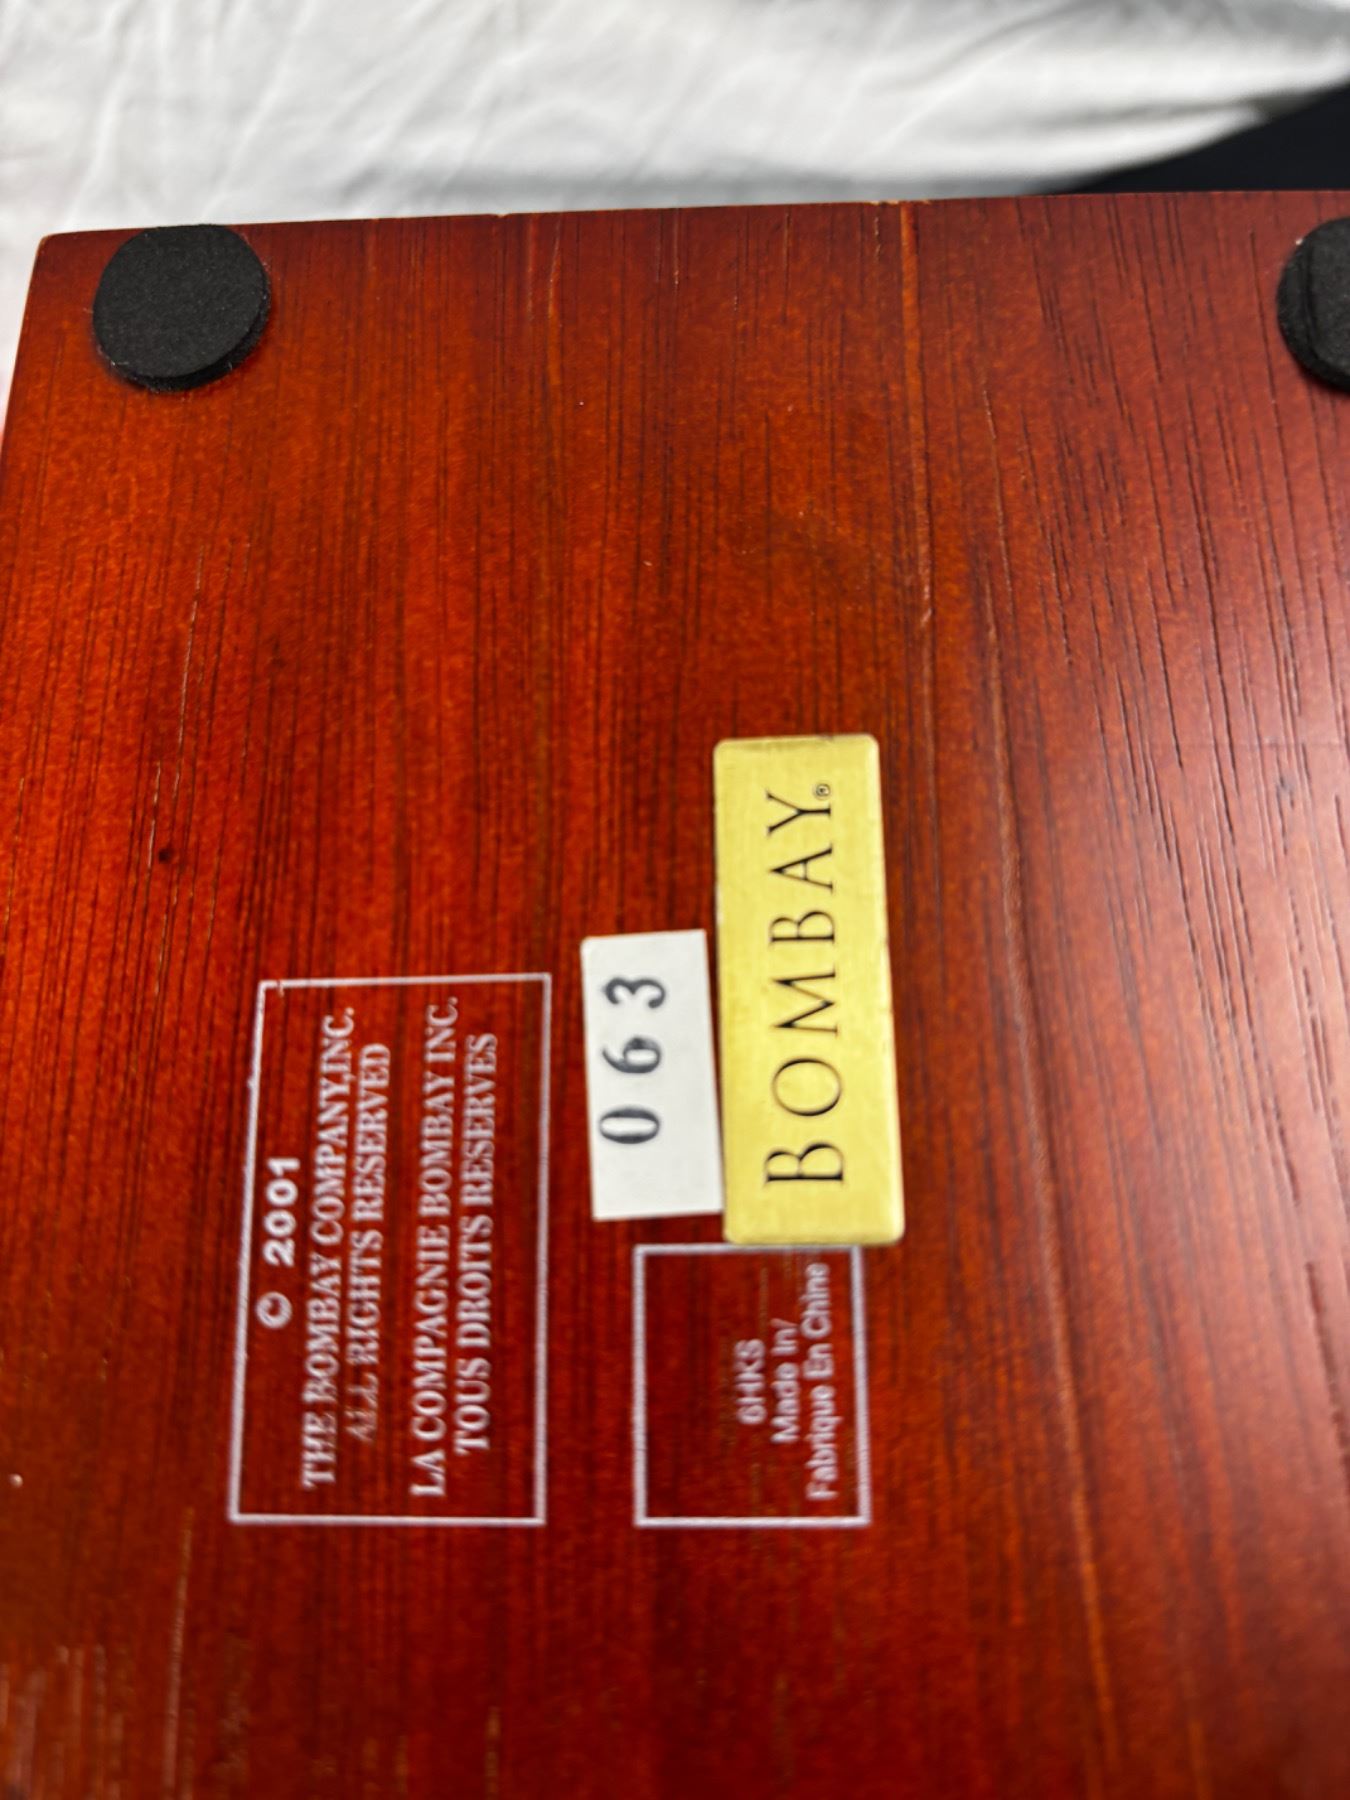 © 2001
THE BOMBAY COMPANY,INC.
ALL RIGHTS RESERVED
LA COMPAGNIE BOMBAY INC.
TOUS DROITS RESERVES
063
BOMBAY®
6HKS
Made In/
Fabrique En Chine